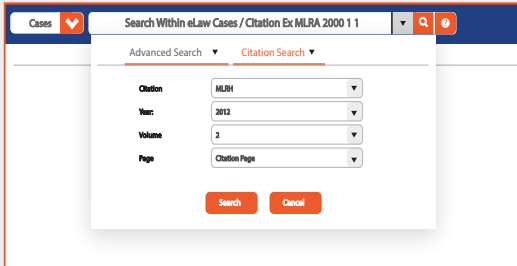 Cases Search Within eLaw Cases / Citation Ex MLRA 2000 1 1
Advanced Search Citation Search
Citation MLRH
Year: 2012
Volume 2
Page Citation Page
Search Cancel